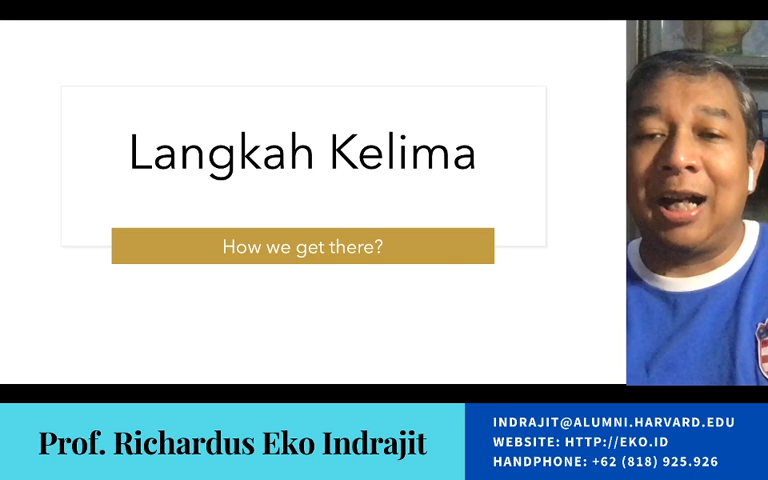 Langkah Kelima
How we get there?
Prof. Richardus Eko Indrajit
INDRAJIT@ALUMNI.HARVARD.EDU
WEBSITE: HTTP://EKO.ID
HANDPHONE: +62 (818) 925.926